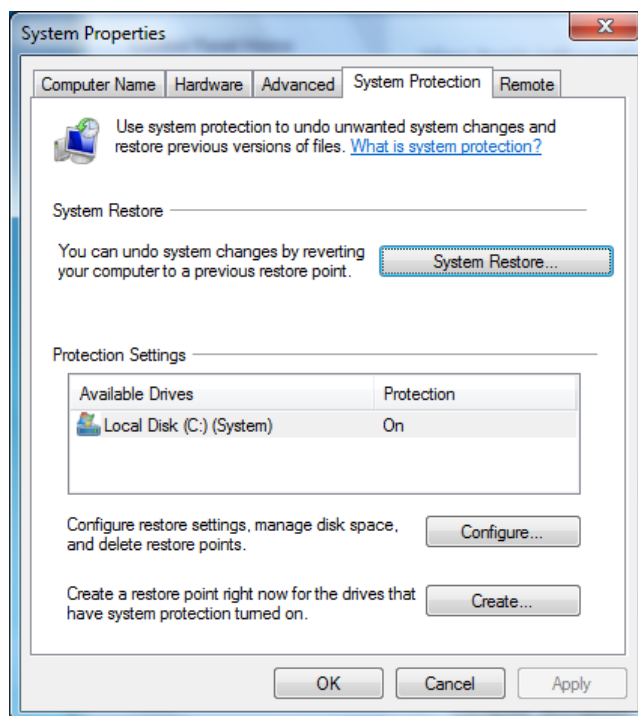 System Properties
Computer Name Hardware Advanced System Protection Remote
Use system protection to undo unwanted system changes and
restore previous versions of files. What is system protection?
System Restore
You can undo system changes by reverting
your computer to a previous restore point.
System Restore...
Protection Settings
Available Drives Protection
Local Disk (C:) (System) On
Configure restore settings, manage disk space,
and delete restore points.
Configure...
Create a restore point right now for the drives that
have system protection turned on.
Create...
OK Cancel Apply